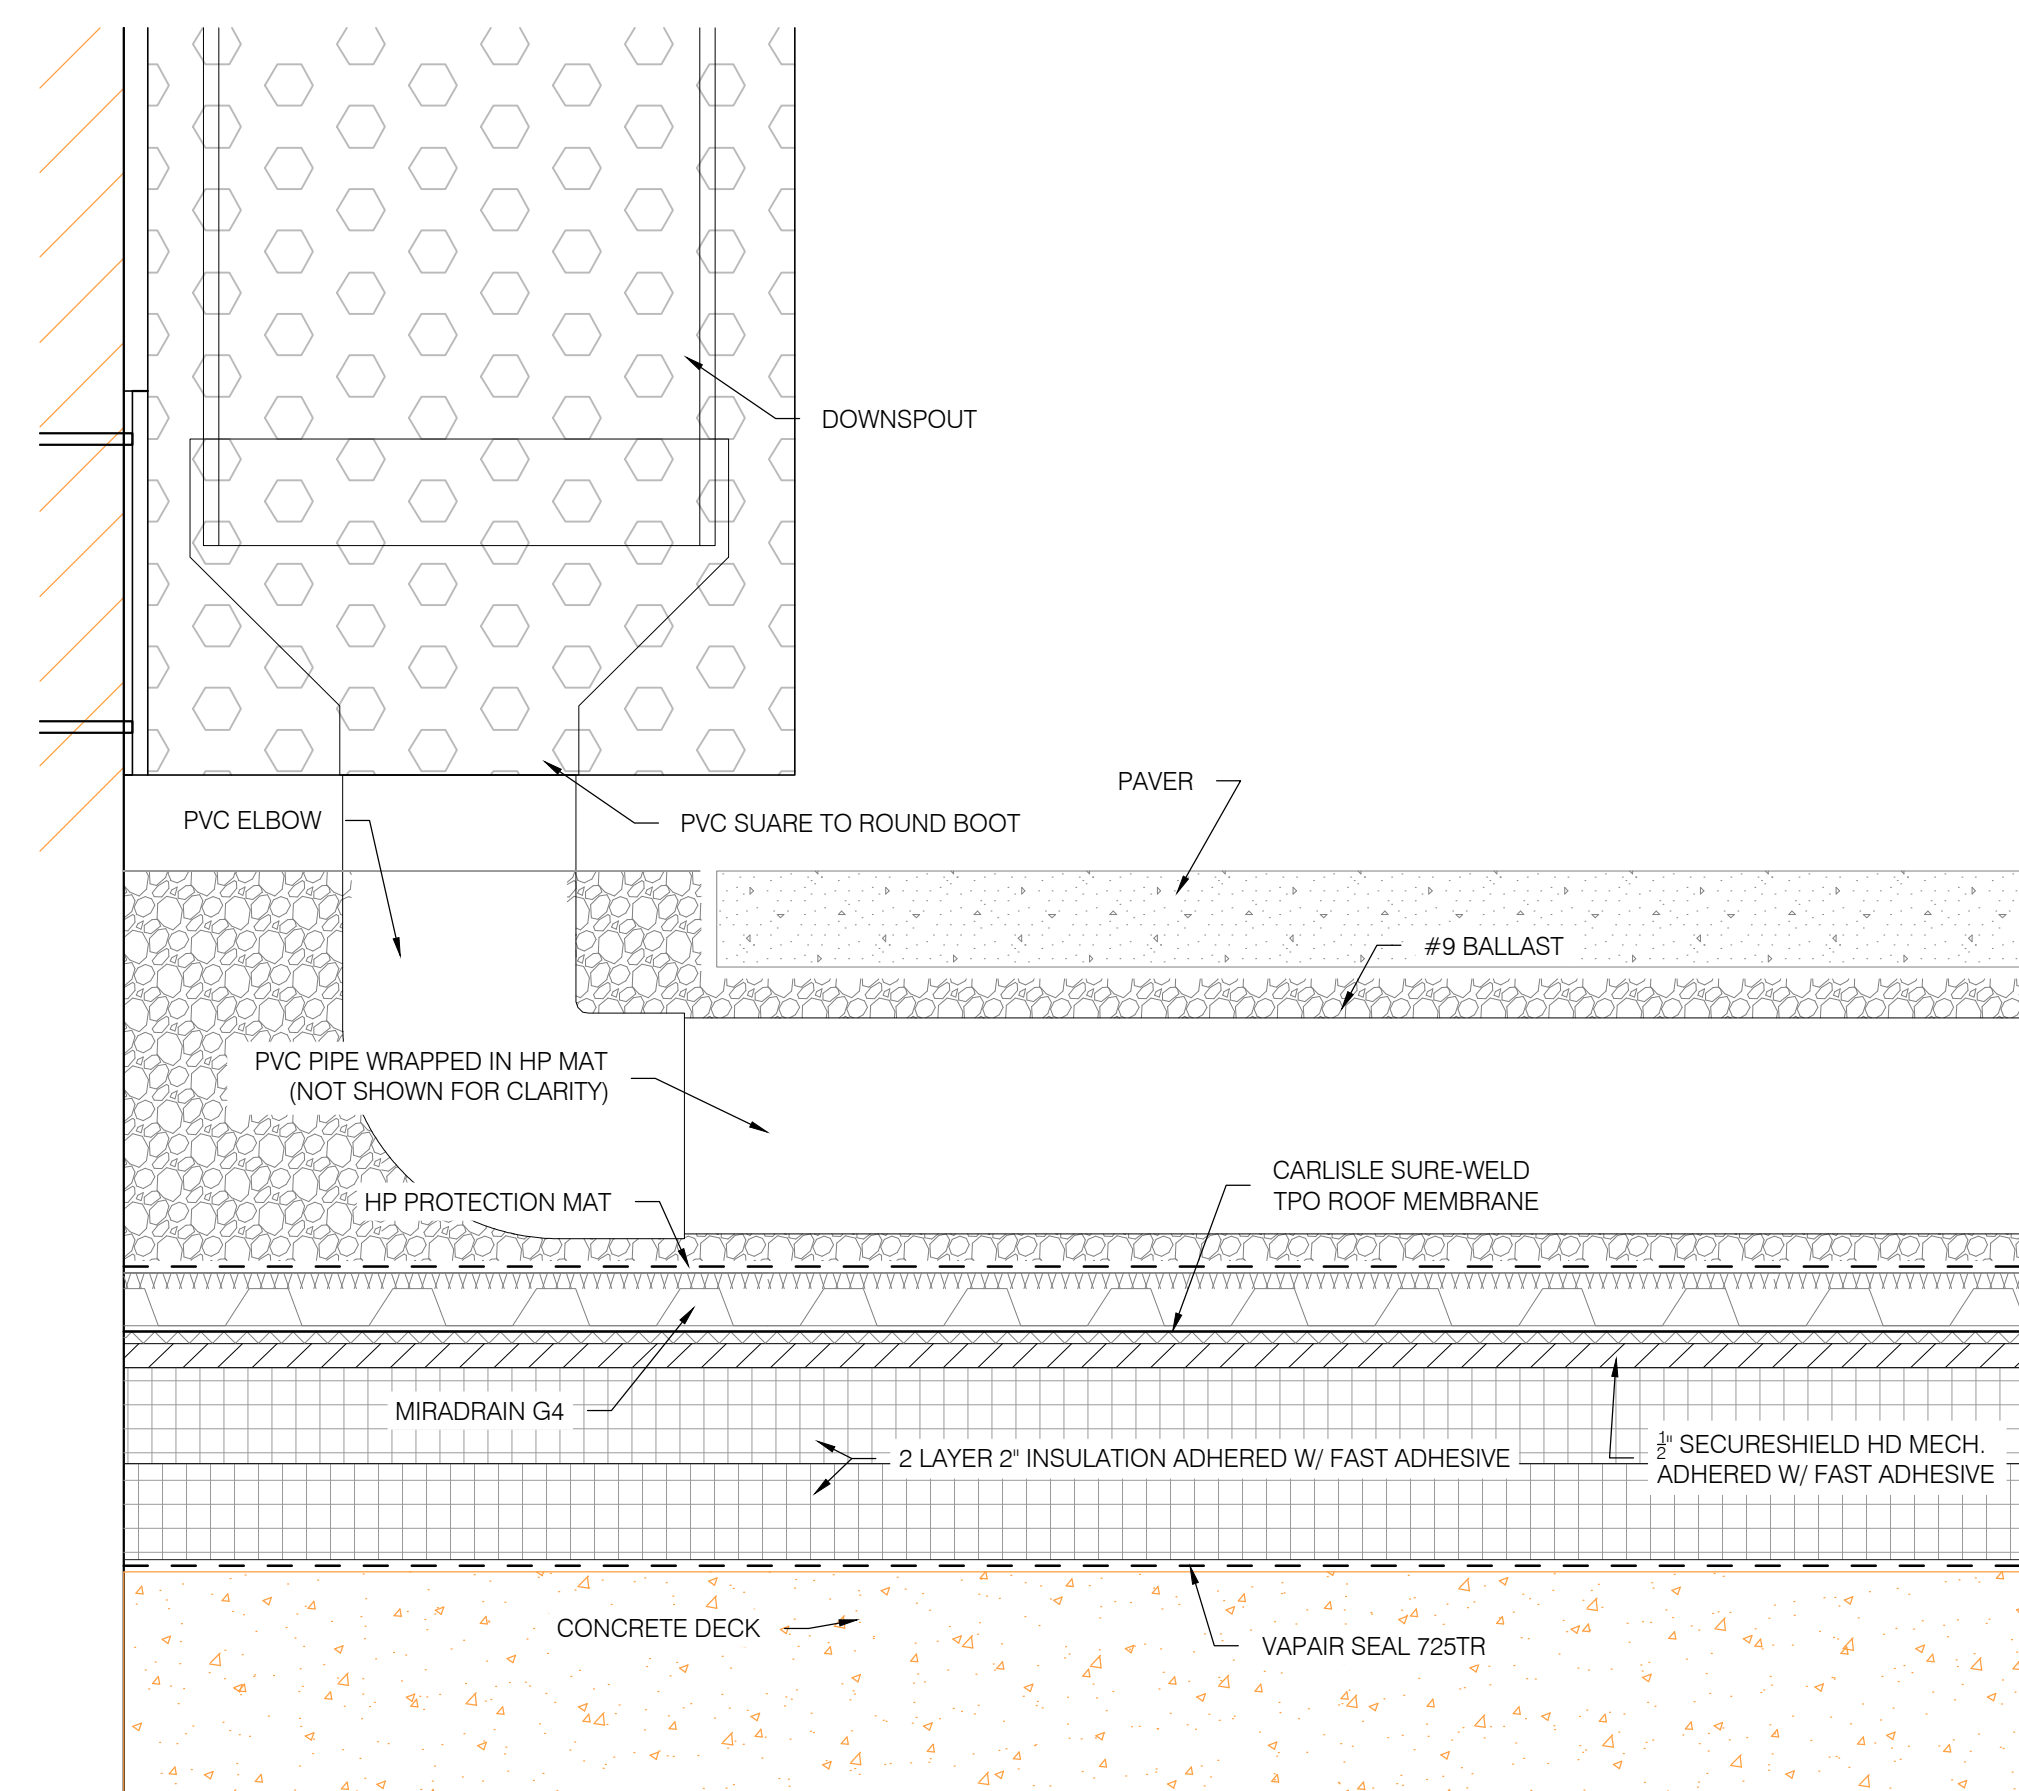 DOWNSPOUT
PAVER
PVC ELBOW
PVC SUARE TO ROUND BOOT
#9 BALLAST
PVC PIPE WRAPPED IN HP MAT
(NOT SHOWN FOR CLARITY)
CARLISLE SURE-WELD
TPO ROOF MEMBRANE
HP PROTECTION MAT
MIRADRAIN G4
2 LAYER 2" INSULATION ADHERED W/ FAST ADHESIVE
1/2" SECURESHIELD HD MECH.
ADHERED W/ FAST ADHESIVE
CONCRETE DECK
VAPAIR SEAL 725TR